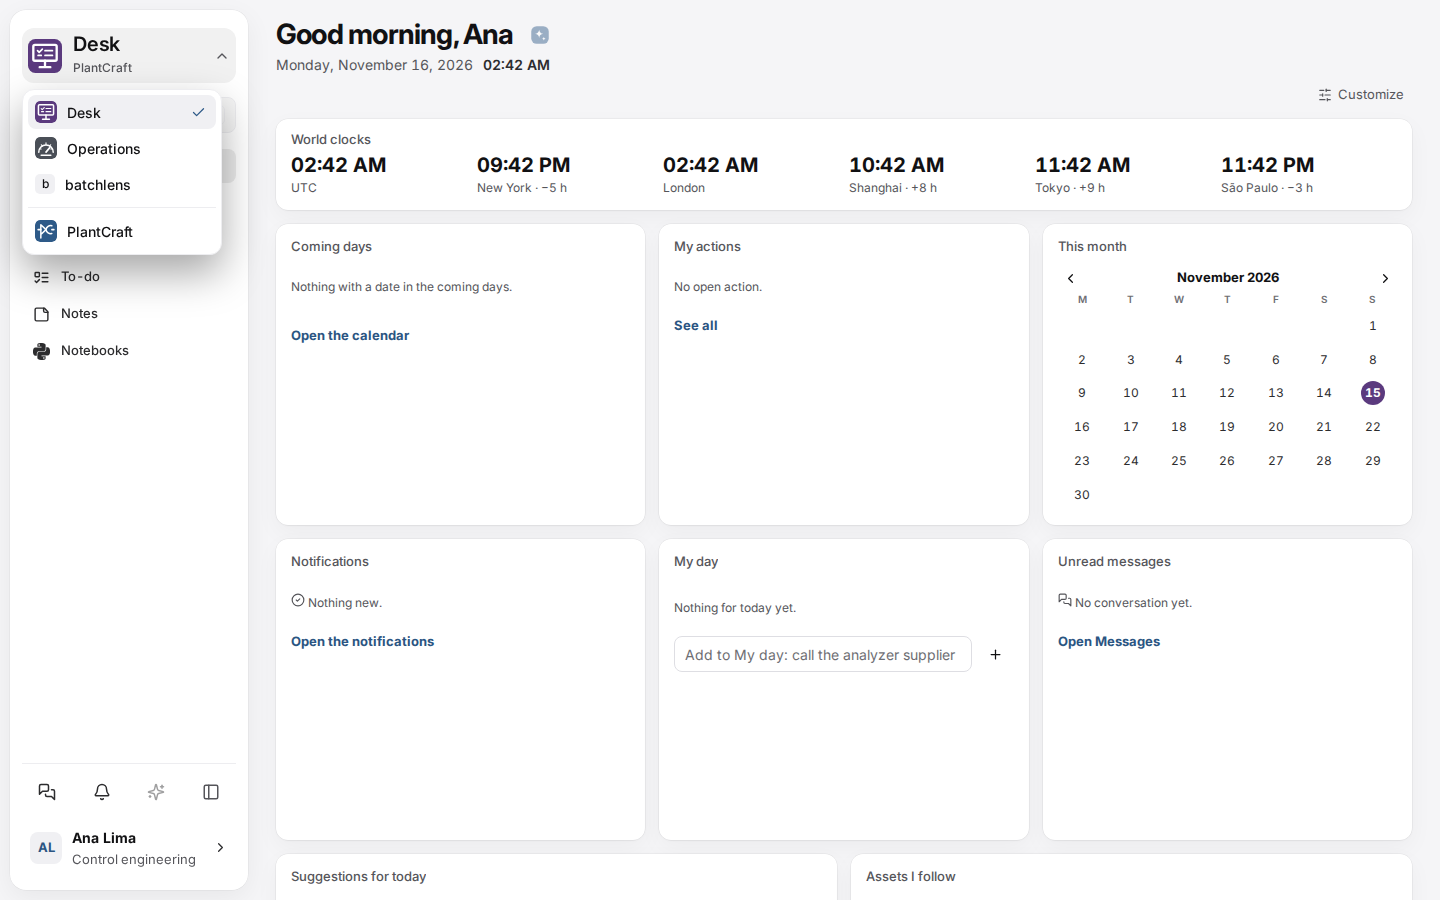 Desk
PlantCraft
Desk
Operations
b batchlens
PlantCraft
To-do
Notes
Notebooks
AL
Ana Lima
Control engineering
Good morning, Ana
Monday, November 16, 2026 02:42 AM
Customize
World clocks
02:42 AM 09:42 PM 02:42 AM 10:42 AM 11:42 AM 11:42 PM
UTC New York · −5 h London Shanghai · +8 h Tokyo · +9 h São Paulo · −3 h
Coming days
Nothing with a date in the coming days.
Open the calendar
My actions
No open action.
See all
This month
November 2026
M T W T F S S
1
2 3 4 5 6 7 8
9 10 11 12 13 14 15
16 17 18 19 20 21 22
23 24 25 26 27 28 29
30
Notifications
Nothing new.
Open the notifications
My day
Nothing for today yet.
Add to My day: call the analyzer supplier
Unread messages
No conversation yet.
Open Messages
Suggestions for today
Assets I follow